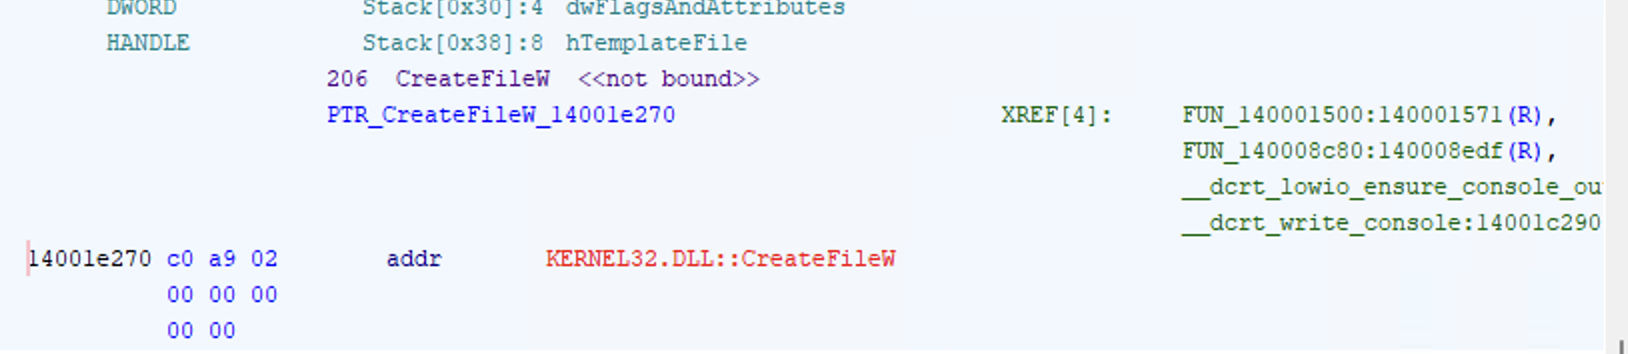 DWORD Stack[0x30]:4 dwFlagsAndAttributes
HANDLE Stack[0x38]:8 hTemplateFile
206 CreateFileW <<not bound>>
PTR_CreateFileW_14001e270 XREF[4]: FUN_140001500:140001571(R),
FUN_140008c80:140008edf(R),
__dcrt_lowio_ensure_console_ou
__dcrt_write_console:14001c290
14001e270 c0 a9 02 addr KERNEL32.DLL::CreateFileW
00 00 00
00 00